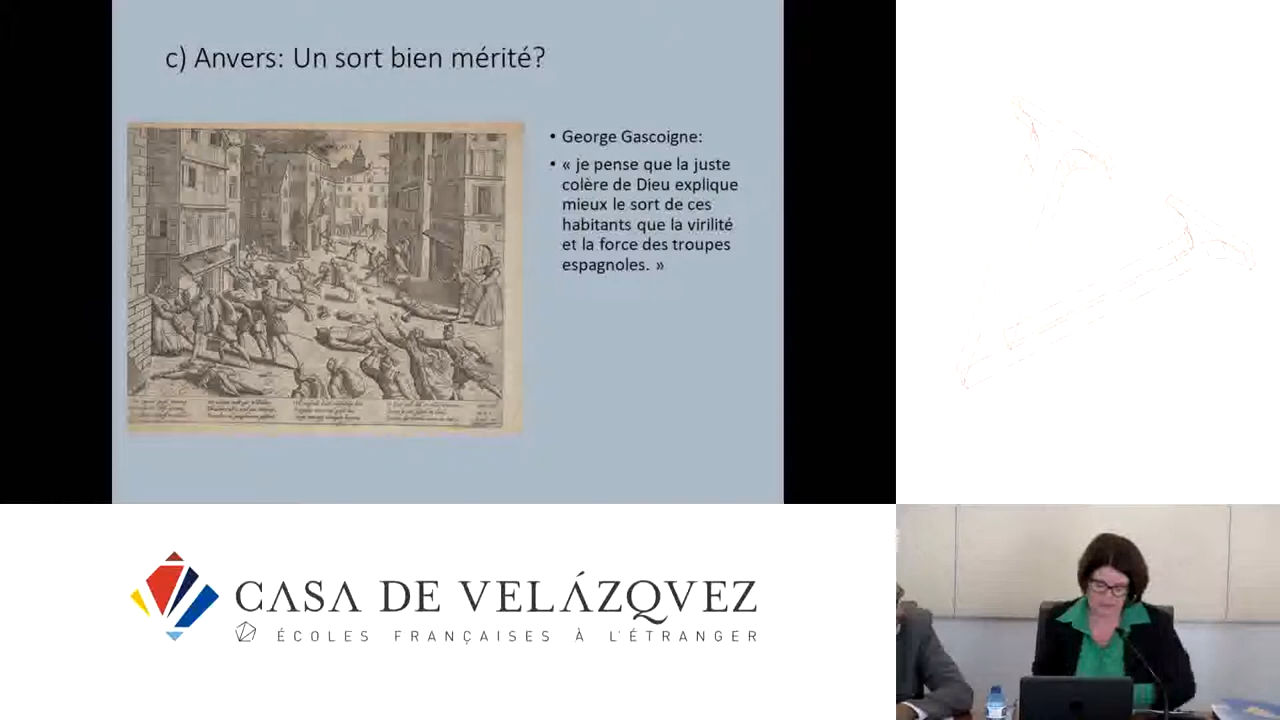 c) Anvers: Un sort bien mérité?
• George Gascoigne:
• « je pense que la juste
colère de Dieu explique
mieux le sort de ces
habitants que la virilité
et la force des troupes
espagnoles. »
CASA DE VELÁZQVEZ
ÉCOLES FRANÇAISES À L'ÉTRANGER